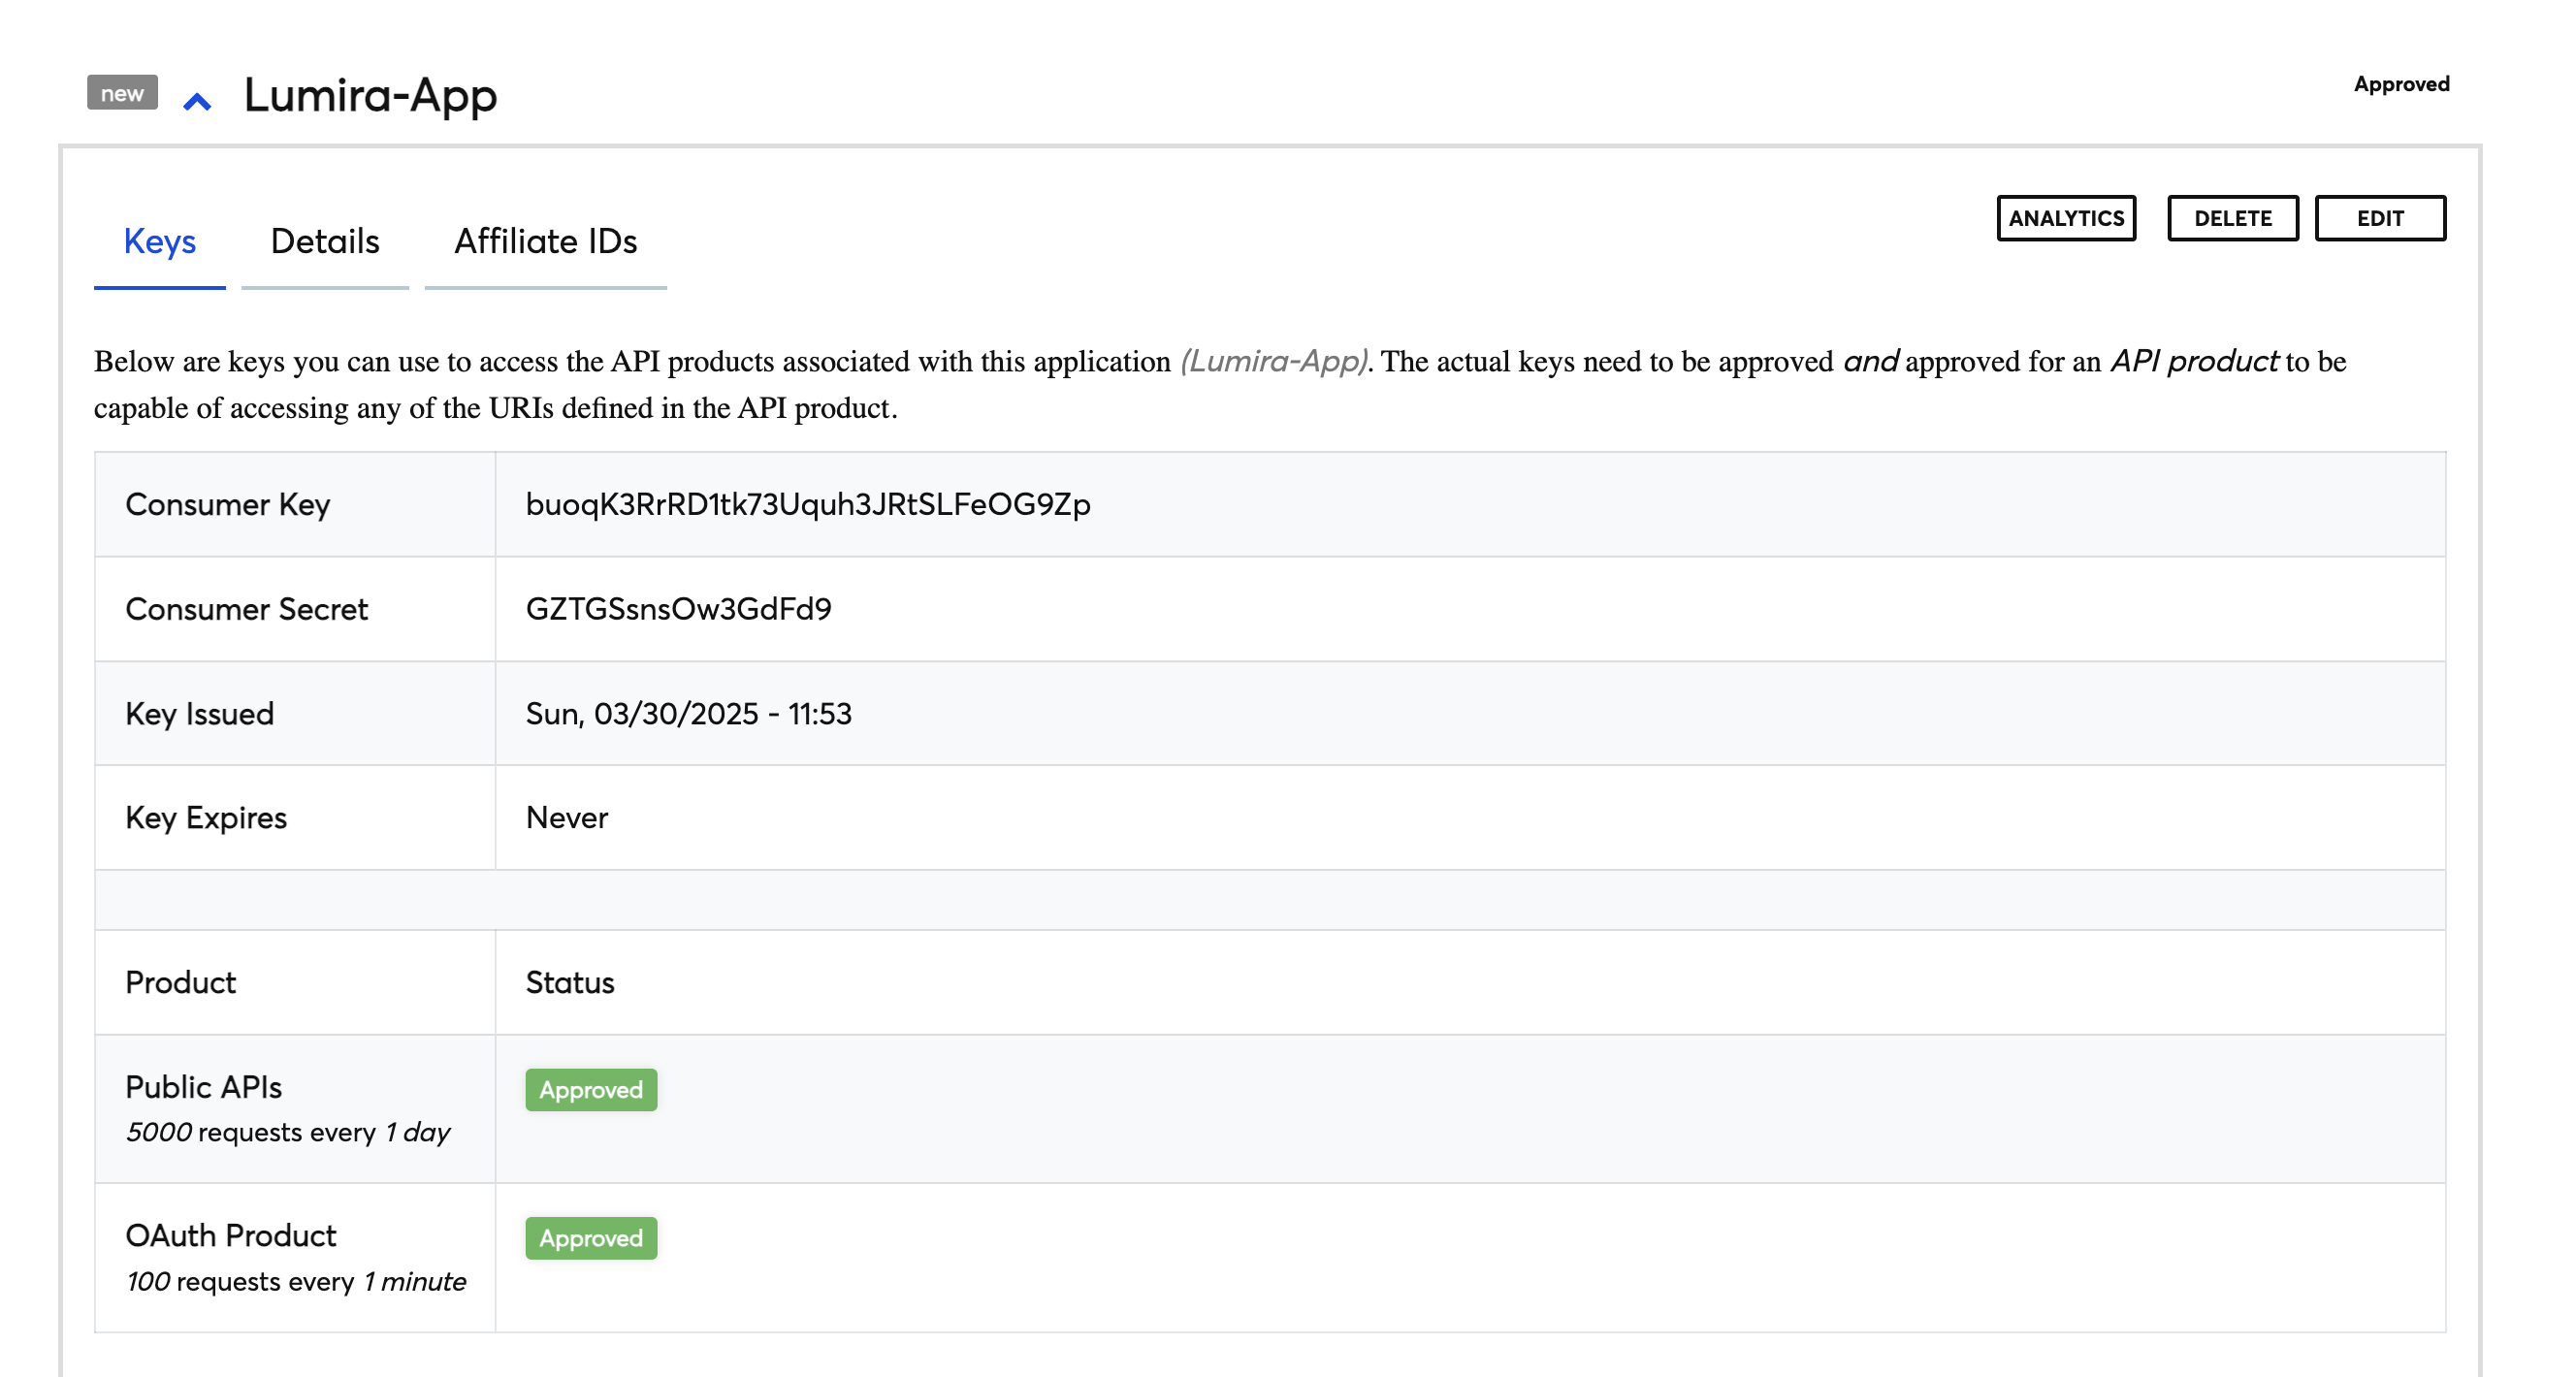 new
Lumira-App
Approved
Keys
Details
Affiliate IDs
ANALYTICS
DELETE
EDIT
Below are keys you can use to access the API products associated with this application (Lumira-App). The actual keys need to be approved and approved for an API product to be
capable of accessing any of the URIs defined in the API product.
Consumer Key
buoqK3RrRD1tk73Uquh3JRtSLFeOG9Zp
Consumer Secret
GZTGSsnsOw3GdFd9
Key Issued
Sun, 03/30/2025 - 11:53
Key Expires
Never
Product
Status
Public APIs
5000 requests every 1 day
Approved
OAuth Product
100 requests every 1 minute
Approved